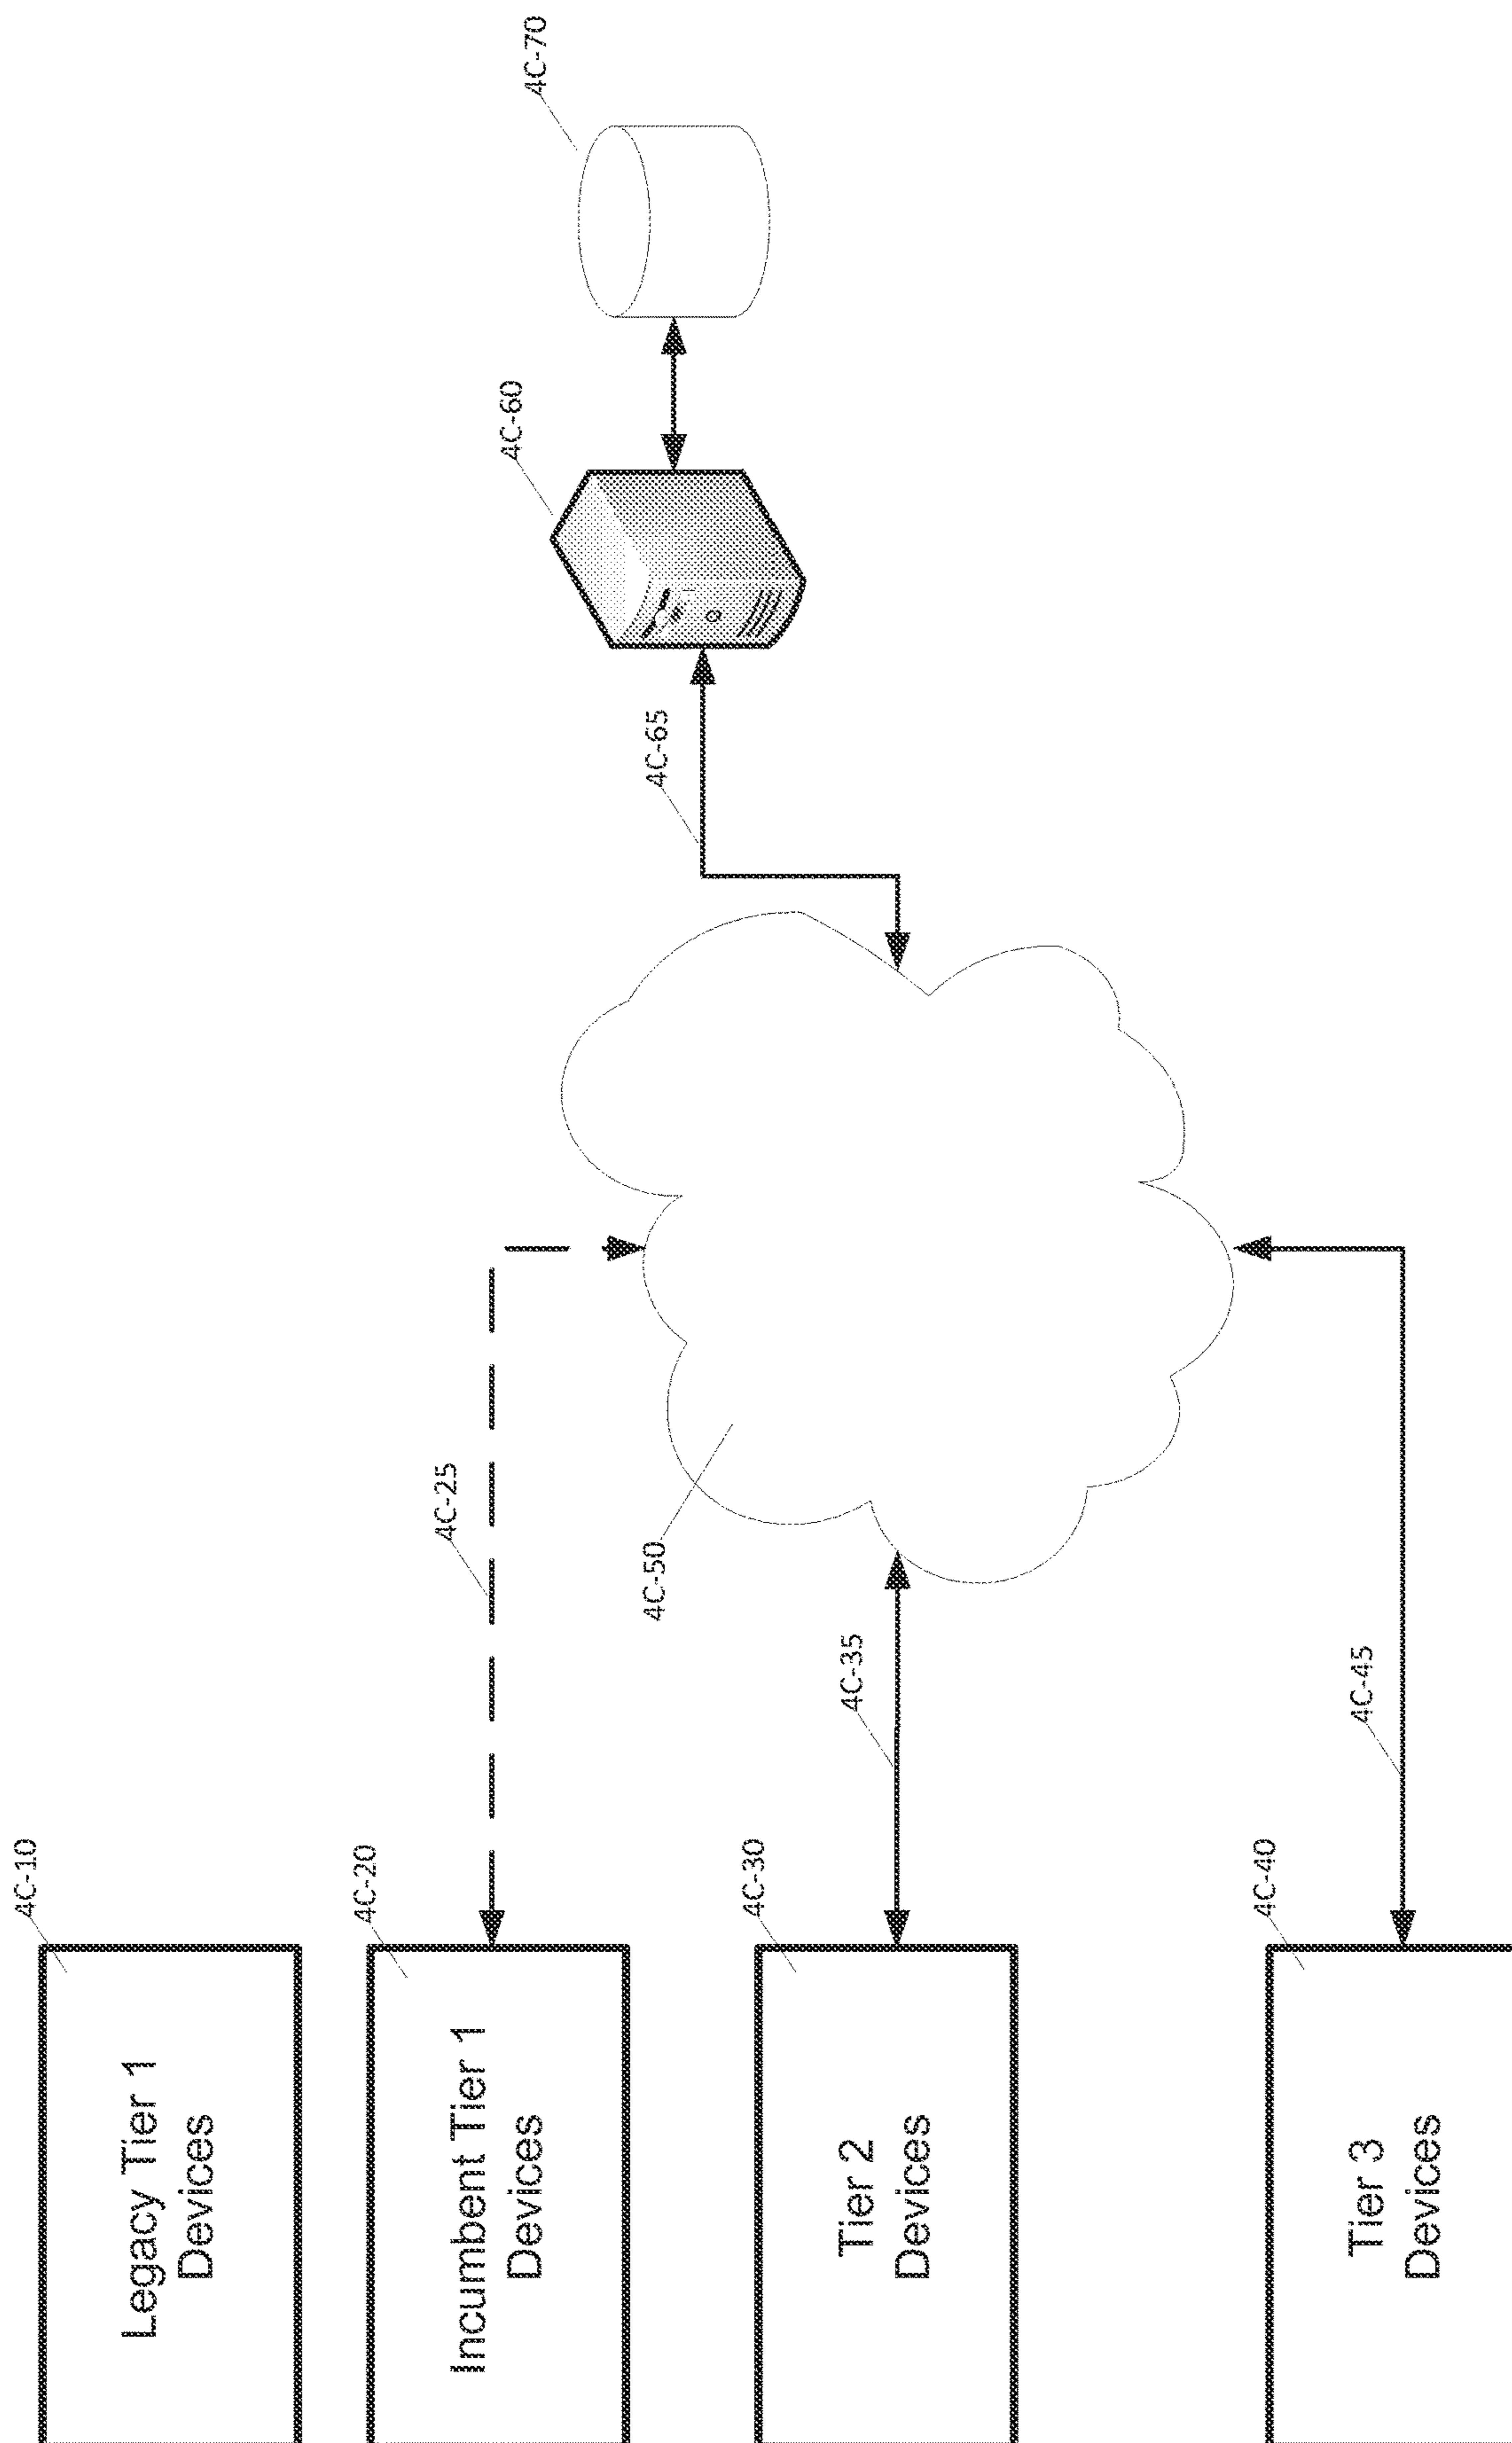 4C-10
Legacy Tier 1
Devices
4C-20
Incumbent Tier 1
Devices
4C-25
4C-30
Tier 2
Devices
4C-35
4C-40
Tier 3
Devices
4C-45
4C-50
4C-65
4C-60
4C-70